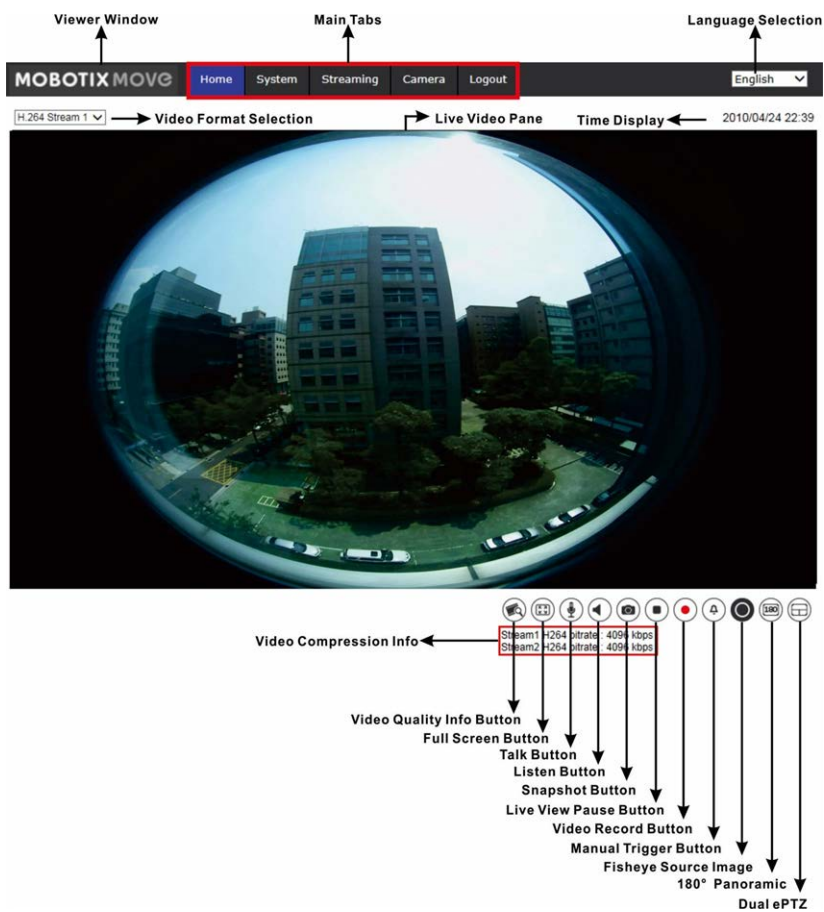 Viewer Window Main Tabs Language Selection
MOBOTIX MOVE Home System Streaming Camera Logout English
H.264 Stream 1 Video Format Selection Live Video Pane Time Display 2010/04/24 22:39
180
Video Compression Info Stream1 H264 bitrate : 4096 kbps
Stream2 H264 bitrate : 4096 kbps
Video Quality Info Button
Full Screen Button
Talk Button
Listen Button
Snapshot Button
Live View Pause Button
Video Record Button
Manual Trigger Button
Fisheye Source Image
180° Panoramic
Dual ePTZ